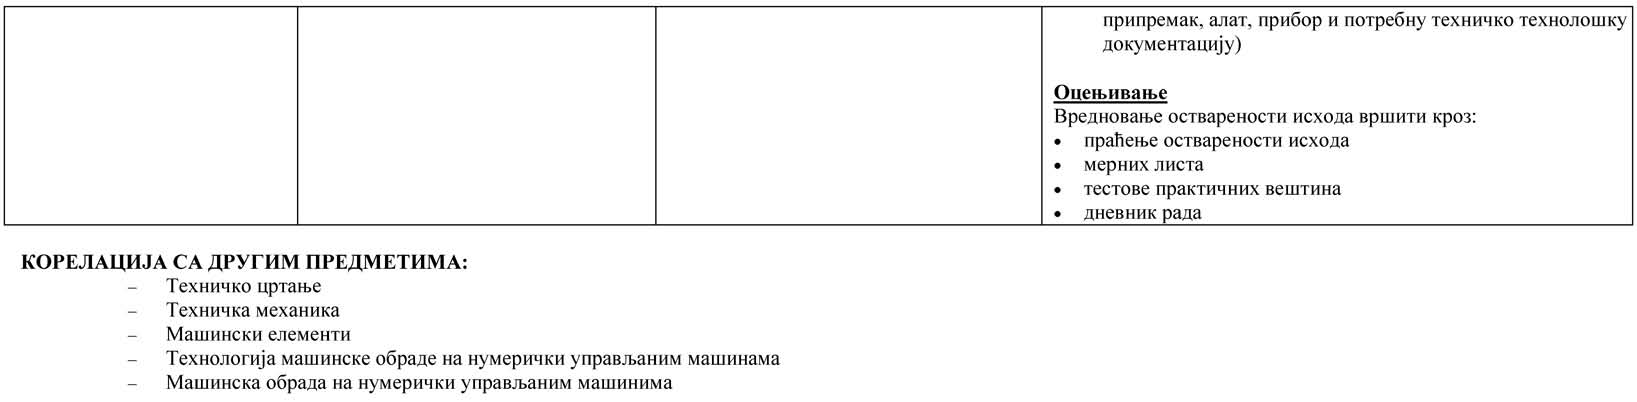 припремак, алат, прибор и потребну техничко технолошку
документацију)
Оцењивање
Вредновање остварености исхода вршити кроз:
• праћење остварености исхода
• мерних листа
• тестове практичних вештина
• дневник рада
КОРЕЛАЦИЈА СА ДРУГИМ ПРЕДМЕТИМА:
– Техничко цртање
– Техничка механика
– Машински елементи
– Технологија машинске обраде на нумерички управљаним машинама
– Машинска обрада на нумерички управљаним машинима